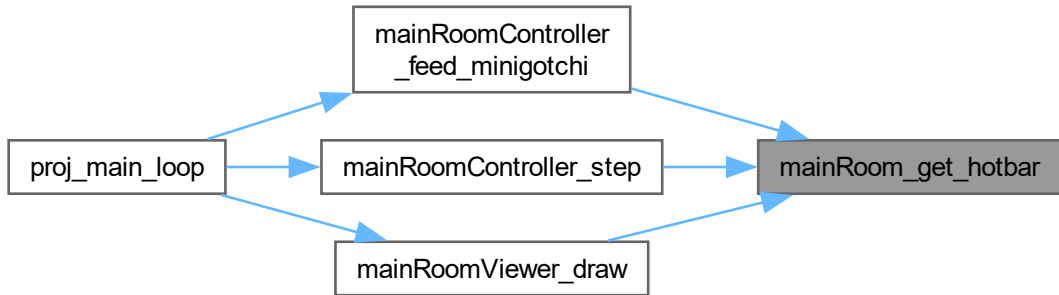 mainRoomController
_feed_minigotchi
proj_main_loop
mainRoomController_step
mainRoom_get_hotbar
mainRoomViewer_draw